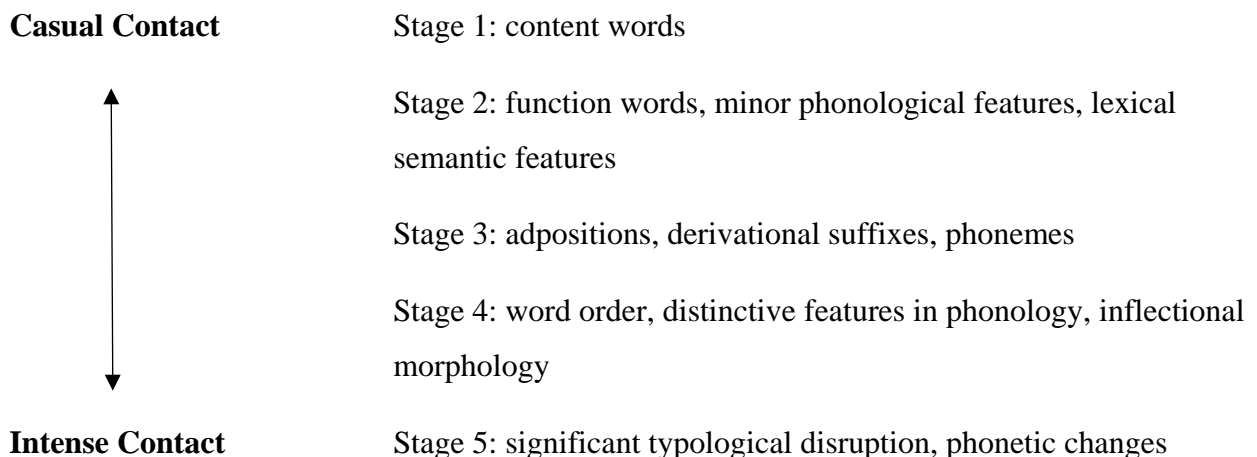 Casual Contact Stage 1: content words
Stage 2: function words, minor phonological features, lexical
semantic features
Stage 3: adpositions, derivational suffixes, phonemes
Stage 4: word order, distinctive features in phonology, inflectional
morphology
Intense Contact Stage 5: significant typological disruption, phonetic changes